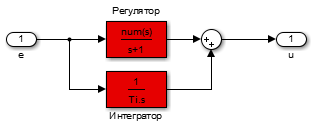 Регулятор
num(s)
s+1
1
e
+
+
1
u
1
Ti.s
Интегратор